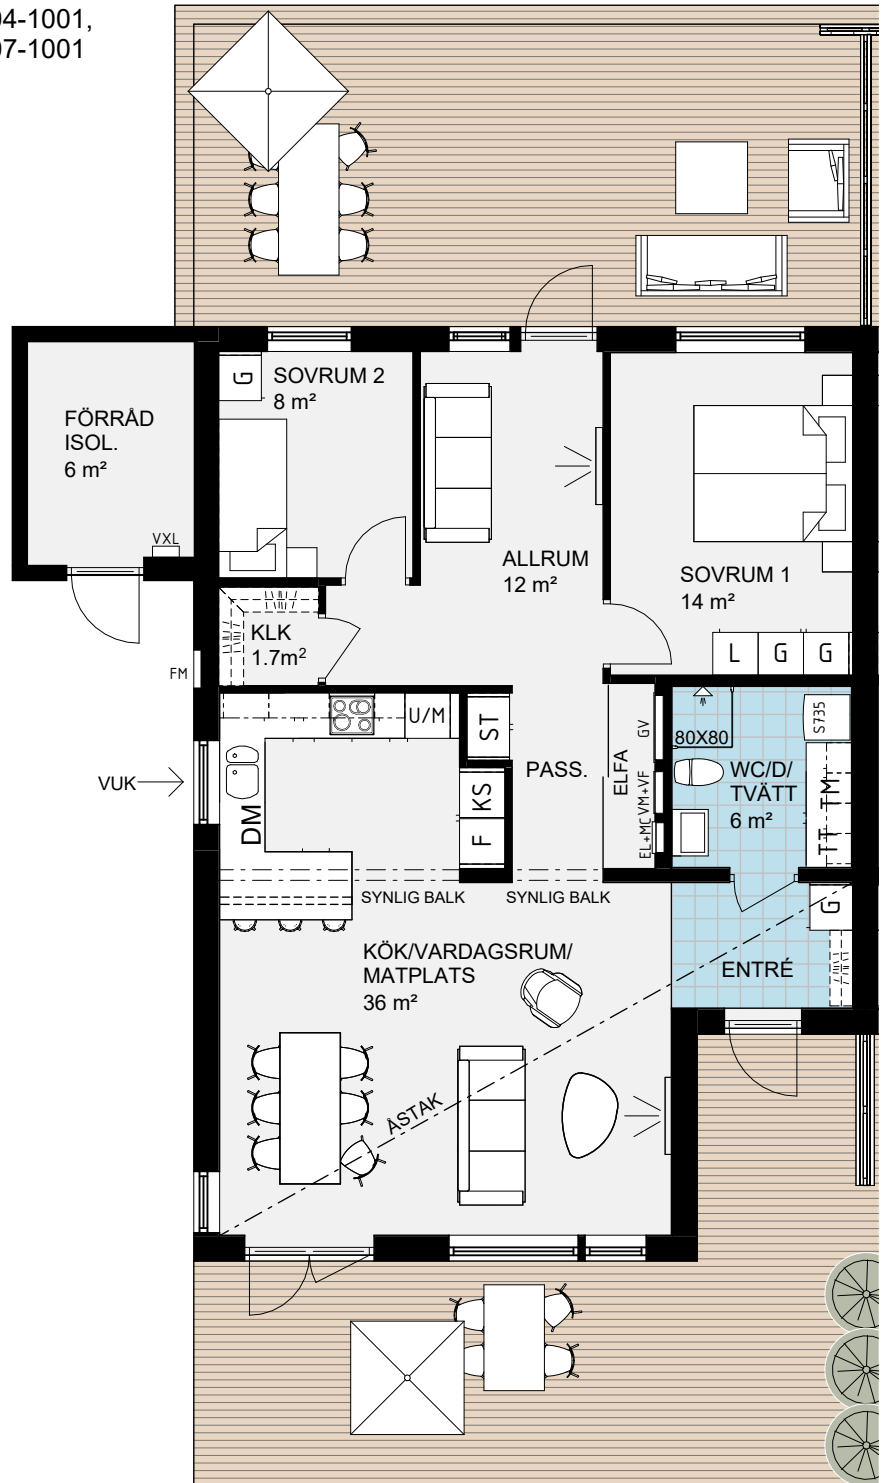 04-1001,
07-1001
G
SOVRUM 2
8 m²
FÖRRÅD
ISOL.
6 m²
VXL
ALLRUM
12 m²
SOVRUM 1
14 m²
KLK
1.7m²
L G G
FM
U/M
ST
GV
80X80
S735
VUK
PASS.
ELFA
WC/D/
TVÄTT
6 m²
DM
KS
VM+VF
TM
F
EL+MC
TT
SYNLIG BALK
SYNLIG BALK
G
KÖK/VARDAGSRUM/
MATPLATS
36 m²
ENTRÉ
ÅSTAK